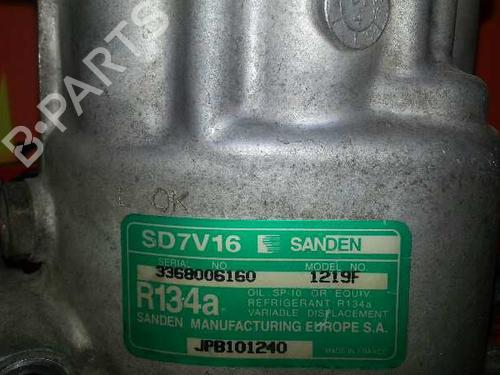 B-PARTS
L OK
SD7V16 SANDEN
SERIAL NO MODEL NO.
3368006160 1219F
R134a
OIL SP-10 OR EQUIV.
REFRIGERANT R134a
VARIABLE DISPLACEMENT
SANDEN MANUFACTURING EUROPE S.A.
JPB101240
MADE IN FRANCE